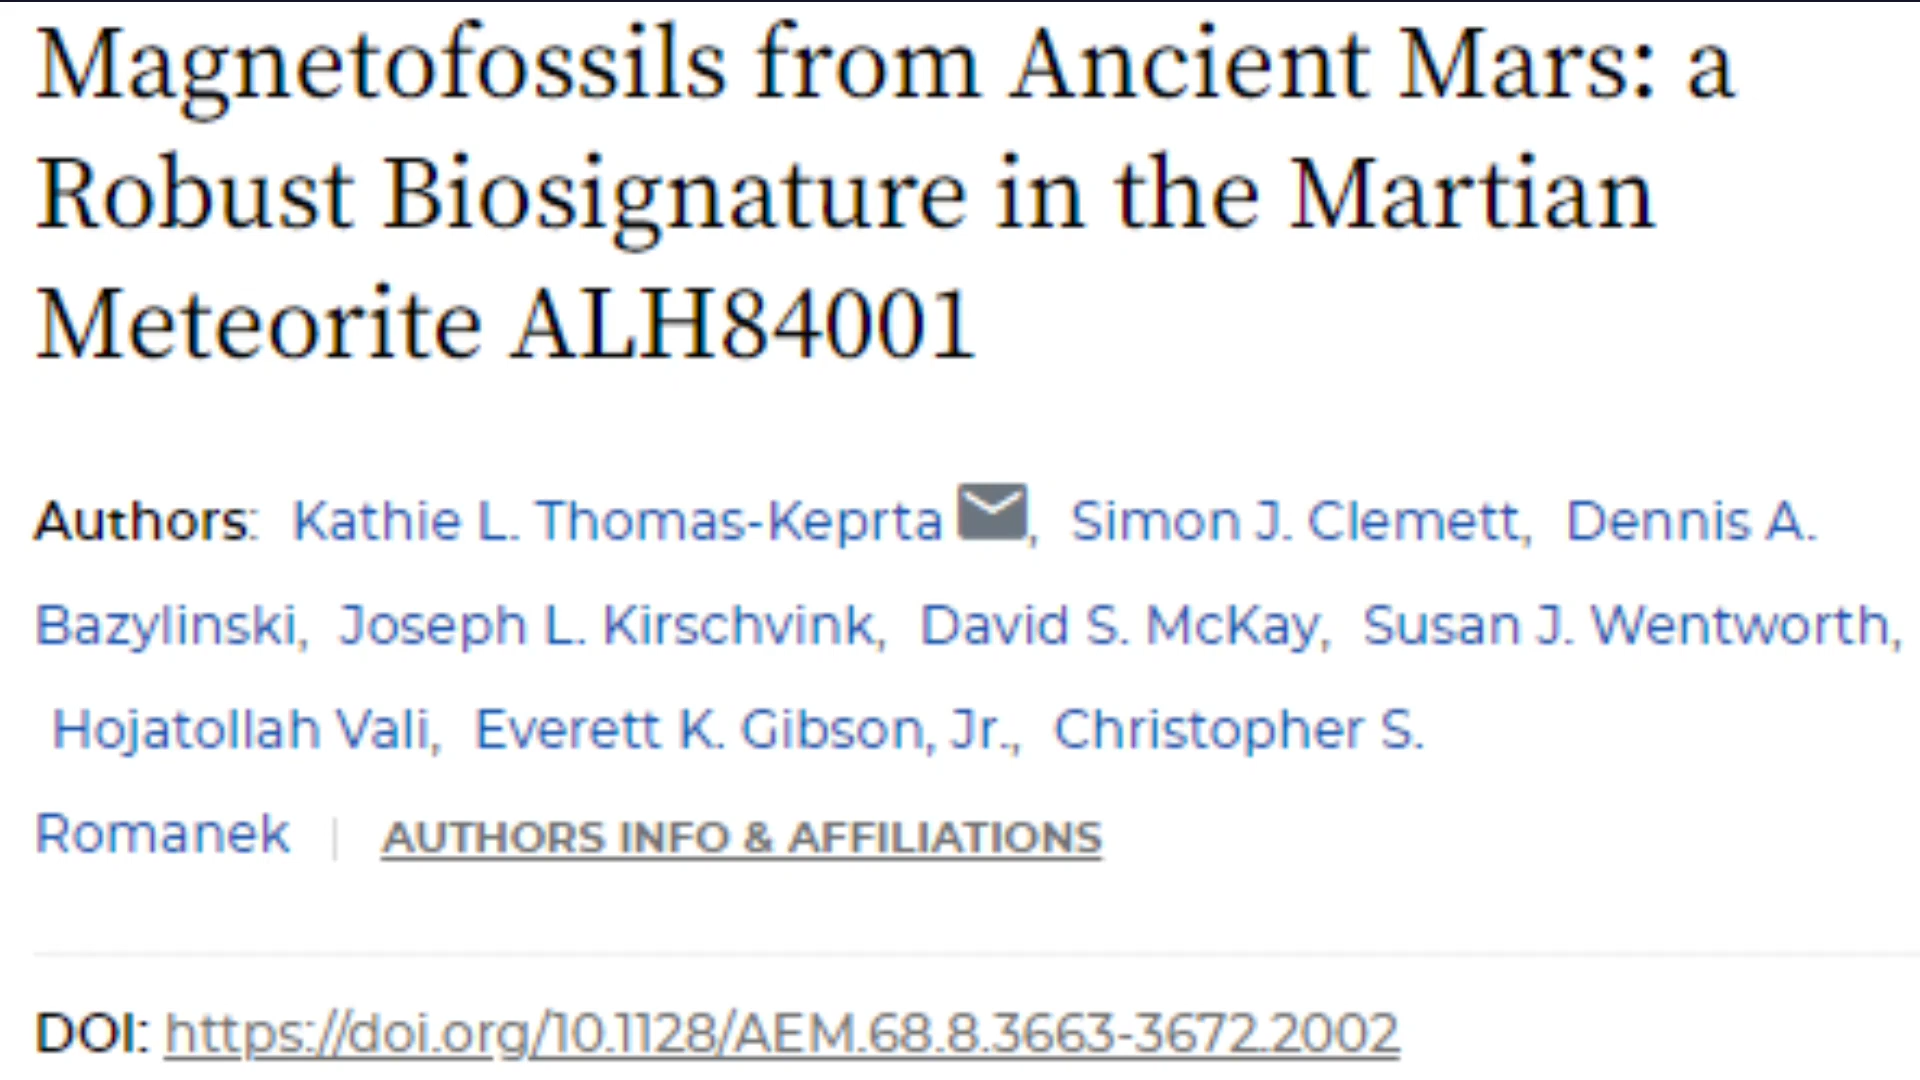 Magnetofossils from Ancient Mars: a
Robust Biosignature in the Martian
Meteorite ALH84001
Authors: Kathie L. Thomas-Keprta, Simon J. Clemett, Dennis A.
Bazylinski, Joseph L. Kirschvink, David S. McKay, Susan J. Wentworth,
Hojatollah Vali, Everett K. Gibson, Jr., Christopher S.
Romanek | AUTHORS INFO & AFFILIATIONS
DOI: https://doi.org/10.1128/AEM.68.8.3663-3672.2002